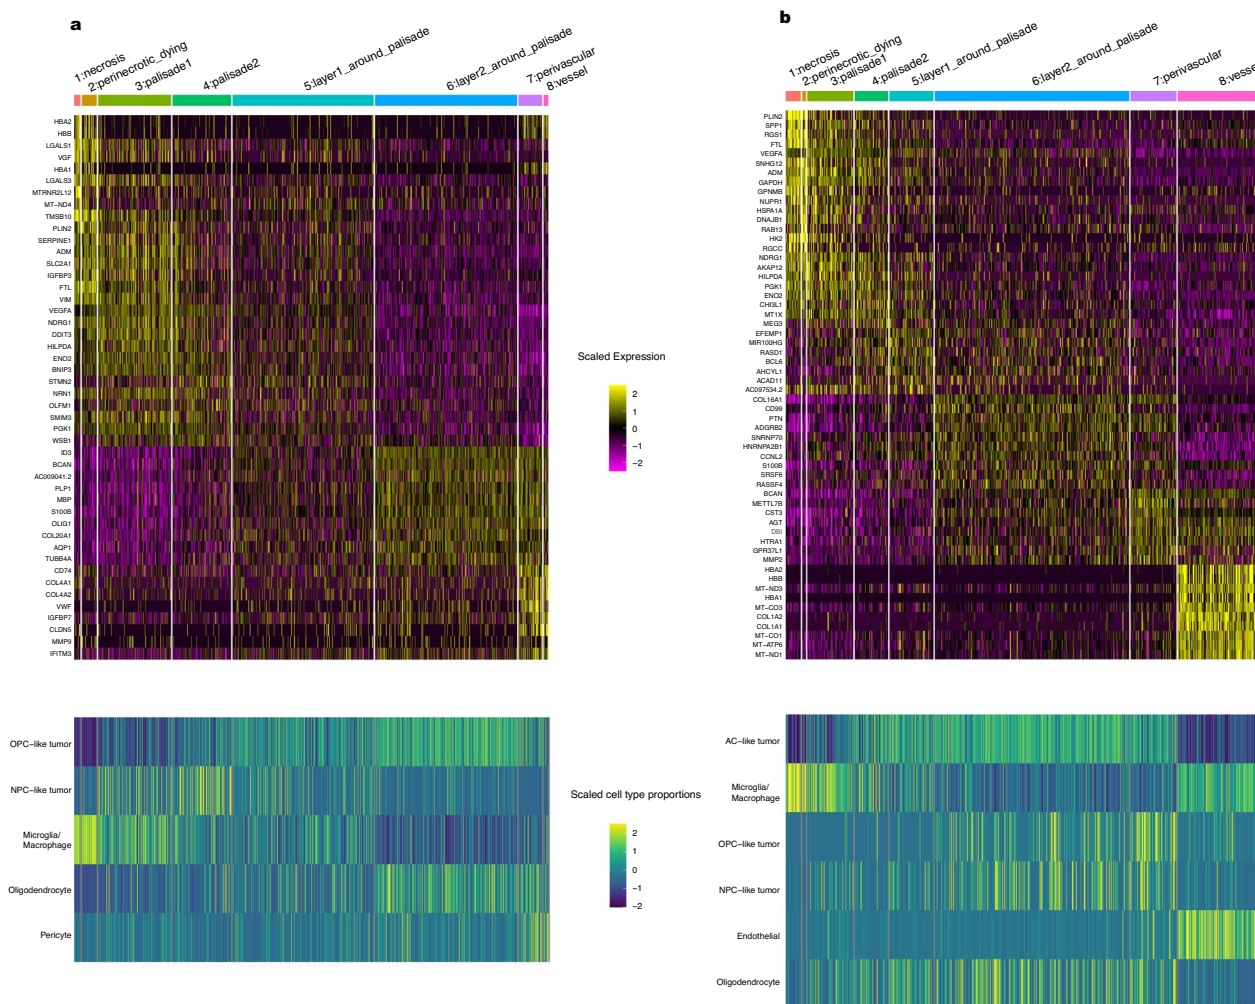 a
1:necrosis
2:perinecrotic_dying
3:palisade1
4:palisade2
5:layer1_around_palisade
6:layer2_around_palisade
7:perivascular
8:vessel
HBA2
HBB
LGALS1
VGF
HBA1
LGALS3
MTRNR2L12
MT-ND4
TMSB10
PLIN2
SERPINE1
ADM
SLC2A1
IGFBP3
FTL
VIM
VEGFA
NDRG1
DDIT3
HILPDA
ENO2
BNIP3
STMN2
NRN1
OLFM1
SMIM3
PGK1
WSB1
ID3
BCAN
AC009041.2
PLP1
MBP
S100B
OLIG1
COL20A1
AQP1
TUBB4A
CD74
COL4A1
COL4A2
VWF
IGFBP7
CLDN5
MMP9
IFITM3
OPC-like tumor
NPC-like tumor
Microglia/
Macrophage
Oligodendrocyte
Pericyte
Scaled Expression
2
1
0
-1
-2
Scaled cell type proportions
2
1
0
-1
-2
b
1:necrosis
2:perinecrotic_dying
3:palisade1
4:palisade2
5:layer1_around_palisade
6:layer2_around_palisade
7:perivascular
8:vessel
PLIN2
SPP1
RGS1
FTL
VEGFA
SNHG12
ADM
GAPDH
GPNMB
NUPR1
HSPA1A
DNAJB1
RAB13
HK2
RGCC
NDRG1
AKAP12
HILPDA
PGK1
ENO2
CHI3L1
MT1X
MEG3
EFEMP1
MIR100HG
RASD1
BCL6
AHCYL1
ACAD11
AC097534.2
COL16A1
CD99
PTN
ADGRB2
SNRNP70
HNRNPA2B1
CCNL2
S100B
SRSF6
RASSF4
BCAN
METTL7B
CST3
AGT
DBI
HTRA1
GPR37L1
MMP2
HBA2
HBB
MT-ND3
HBA1
MT-CO3
COL1A2
COL1A1
MT-CO1
MT-ATP6
MT-ND1
AC-like tumor
Microglia/
Macrophage
OPC-like tumor
NPC-like tumor
Endothelial
Oligodendrocyte